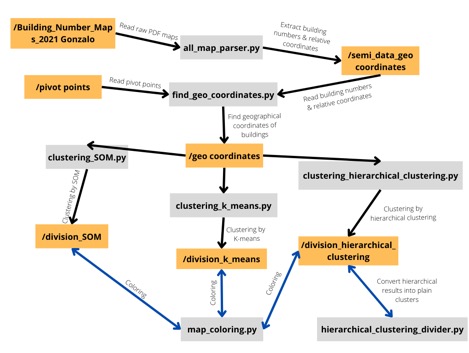 /Building_Number_Map
s_2021 Gonzalo
Read raw PDF maps
all_map_parser.py
Extract building
numbers & relative
coordinates
/semi_data_geo
coordinates
/pivot points
Read pivot points
find_geo_coordinates.py
Read building numbers
& relative coordinates
Find geographical
coordinates of
buildings
clustering_SOM.py
/geo coordinates
clustering_hierarchical_clustering.py
Clustering by SOM
clustering_k_means.py
Clustering by
hierarchical clustering
/division_SOM
Clustering by
K-means
/division_k_means
/division_hierarchical_
clustering
Coloring
Coloring
Coloring
Convert hierarchical
results into plain
clusters
map_coloring.py
hierarchical_clustering_divider.py